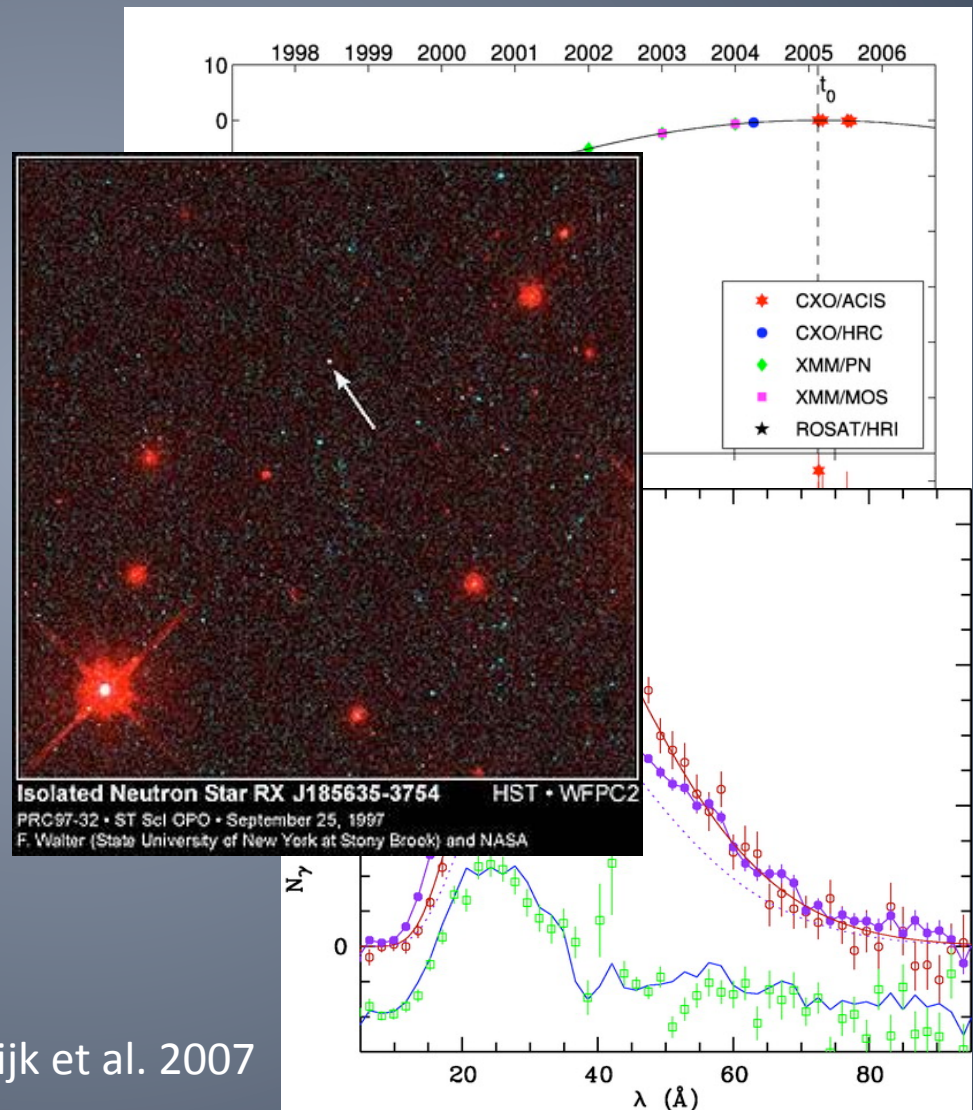 1998 1999 2000 2001 2002 2003 2004 2005 2006
10
t0
0
CXO/ACIS
CXO/HRC
XMM/PN
XMM/MOS
ROSAT/HRI
Isolated Neutron Star RX J185635-3754 HST • WFPC2
PRC97-32 • ST ScI OPO • September 25, 1997
F. Walter (State University of New York at Stony Brook) and NASA
Nγ
0
20 40 60 80
λ (Å)
et al. 2007